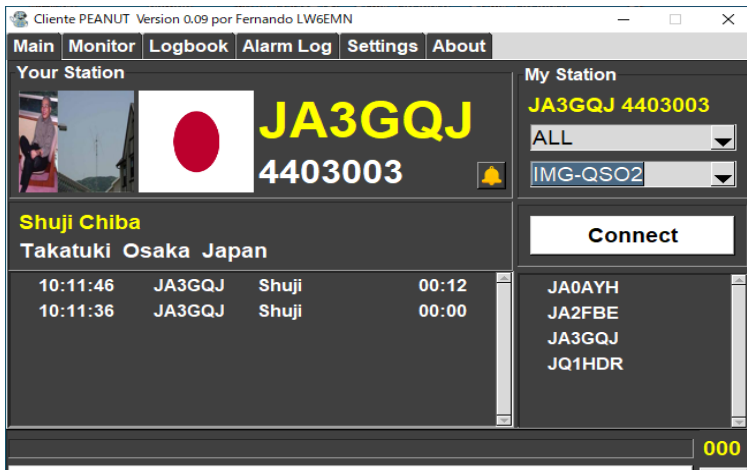 Cliente PEANUT Version 0.09 por Fernando LW6EMN
Main Monitor Logbook Alarm Log Settings About
Your Station
JA3GQJ
4403003
My Station
JA3GQJ 4403003
ALL
IMG-QSO2
Shuji Chiba
Takatuki Osaka Japan
Connect
10:11:46 JA3GQJ Shuji 00:12
10:11:36 JA3GQJ Shuji 00:00
JA0AYH
JA2FBE
JA3GQJ
JQ1HDR
000